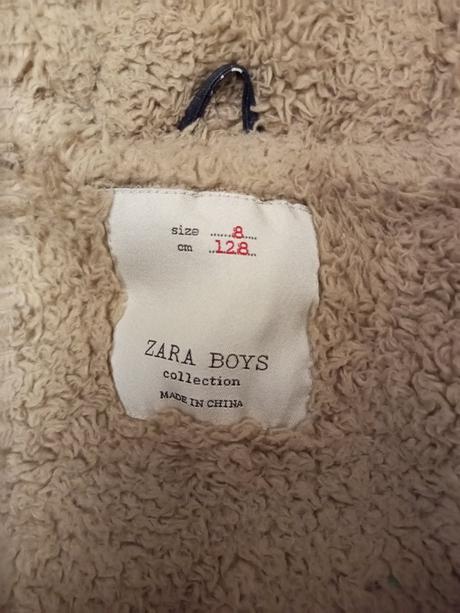 size ......8....
cm ..128..
ZARA BOYS
collection
MADE IN CHINA